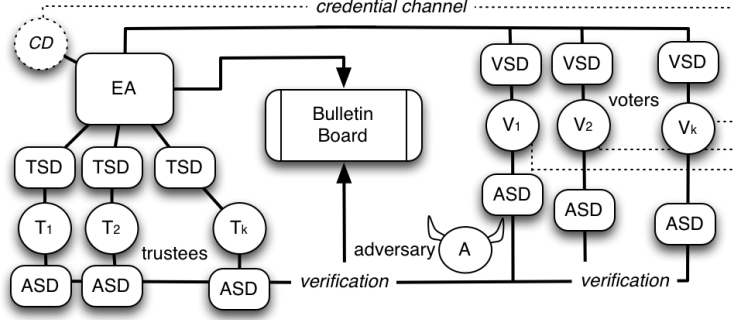 credential channel
CD
EA
Bulletin
Board
VSD
VSD
VSD
voters
V1
V2
Vk
TSD
TSD
TSD
ASD
ASD
ASD
T1
T2
Tk
trustees
adversary
A
ASD
ASD
ASD
verification
verification